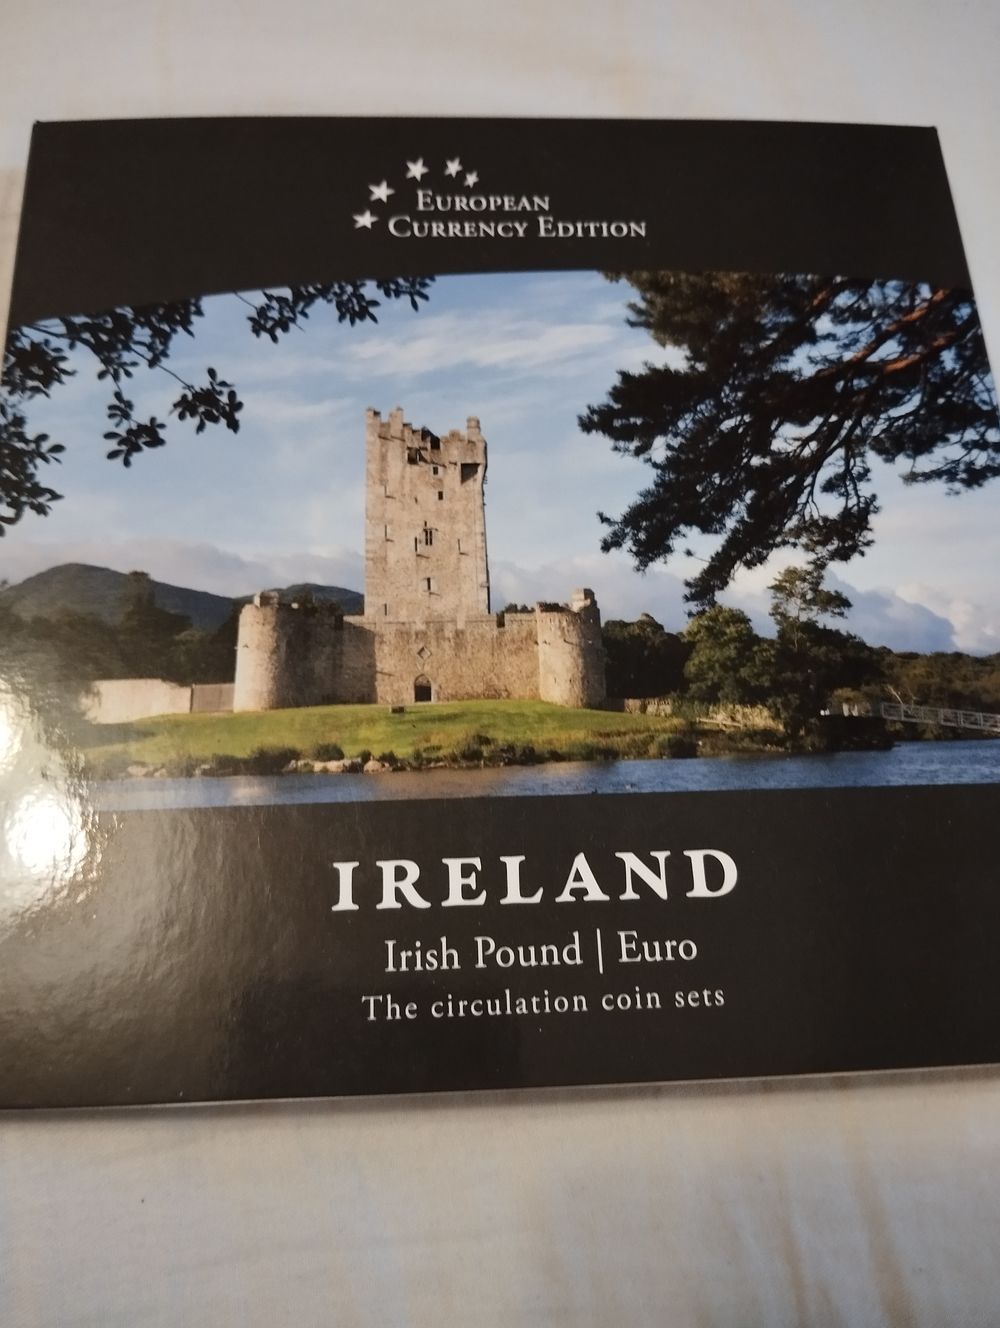 EUROPEAN
CURRENCY EDITION
IRELAND
Irish Pound | Euro
The circulation coin sets